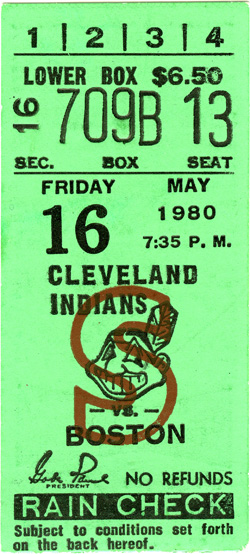 1 | 2 | 3 | 4
LOWER BOX $6.50
16 709B 13
SEC. BOX SEAT
FRIDAY MAY
16 1980
7:35 P. M.
CLEVELAND
INDIANS
S
— vs. —
BOSTON
Gabe Paul
PRESIDENT
NO REFUNDS
RAIN CHECK
Subject to conditions set forth
on the back hereof.